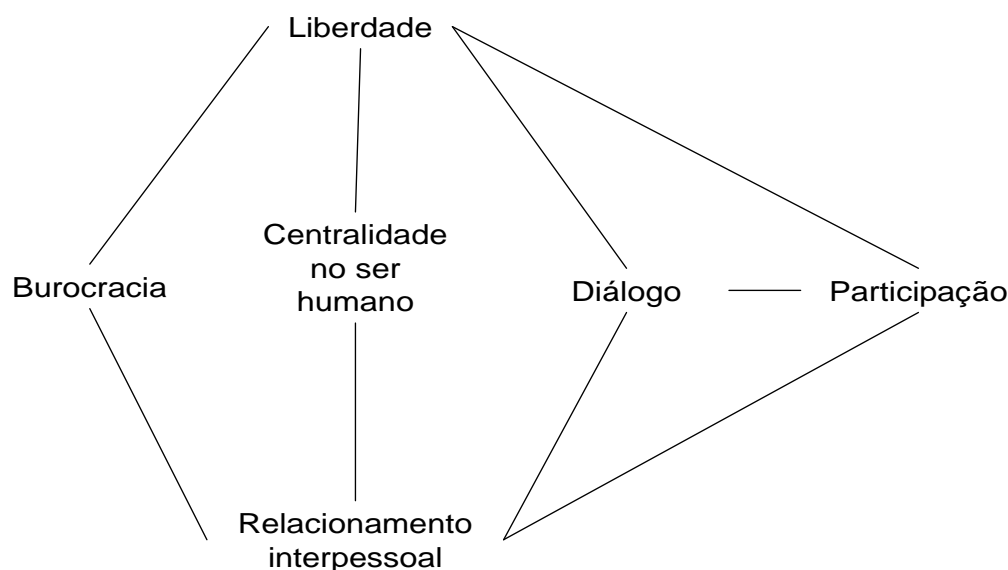 Liberdade
Centralidade
no ser
humano
Burocracia
Diálogo
Participação
Relacionamento
interpessoal